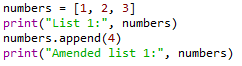 numbers = [1, 2, 3]
print("List 1:", numbers)
numbers.append(4)
print("Amended list 1:", numbers)